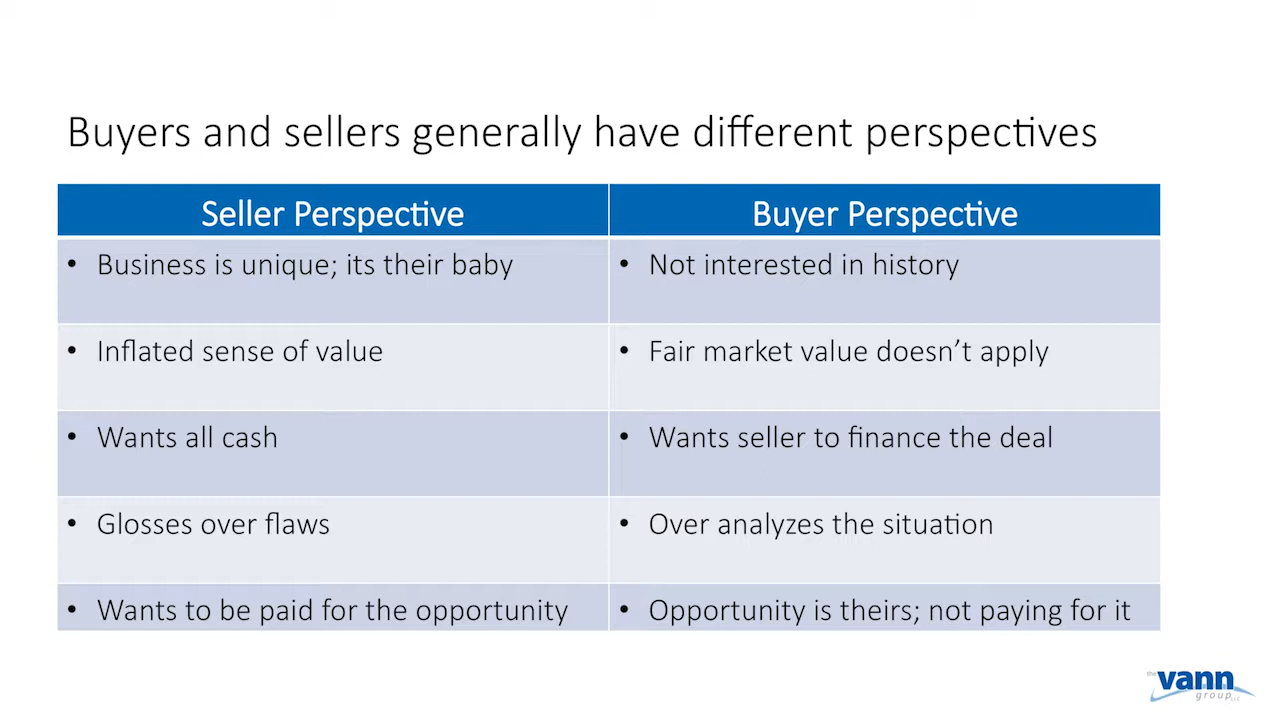 Buyers and sellers generally have different perspectives
Seller Perspective
Buyer Perspective
• Business is unique; its their baby
• Not interested in history
• Inflated sense of value
• Fair market value doesn’t apply
• Wants all cash
• Wants seller to finance the deal
• Glosses over flaws
• Over analyzes the situation
• Wants to be paid for the opportunity
• Opportunity is theirs; not paying for it
the vann
group LLC